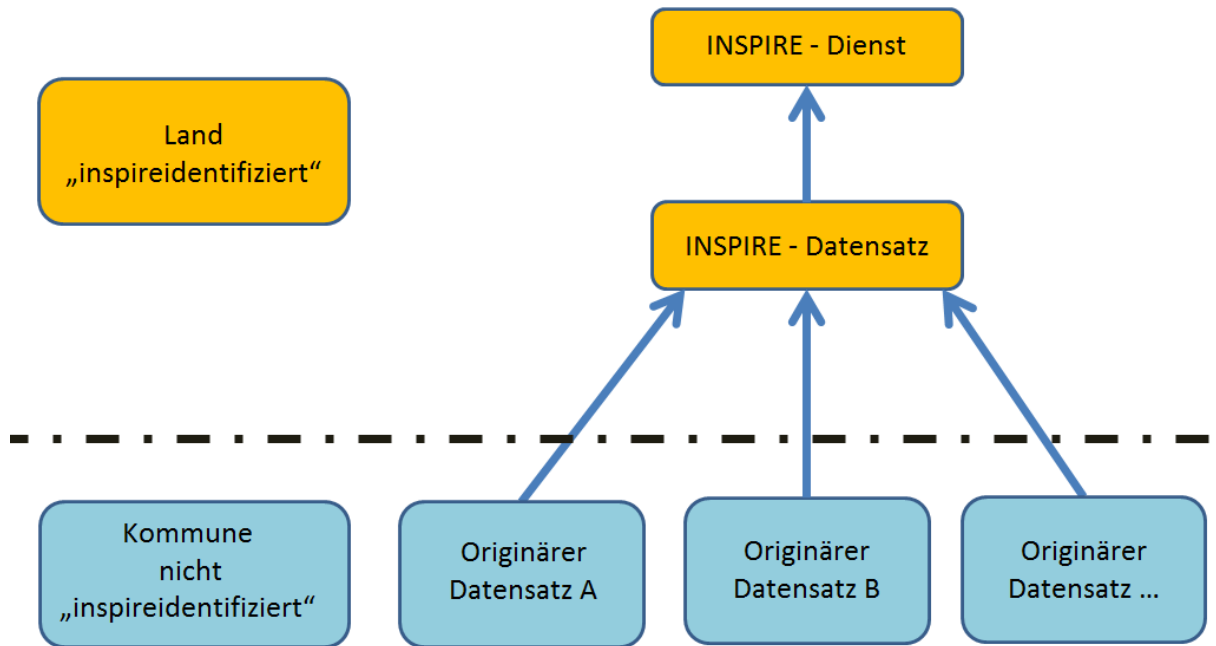 INSPIRE - Dienst
Land
„inspireidentifiziert“
INSPIRE - Datensatz
Kommune
nicht
„inspireidentifiziert“
Originärer
Datensatz A
Originärer
Datensatz B
Originärer
Datensatz ...